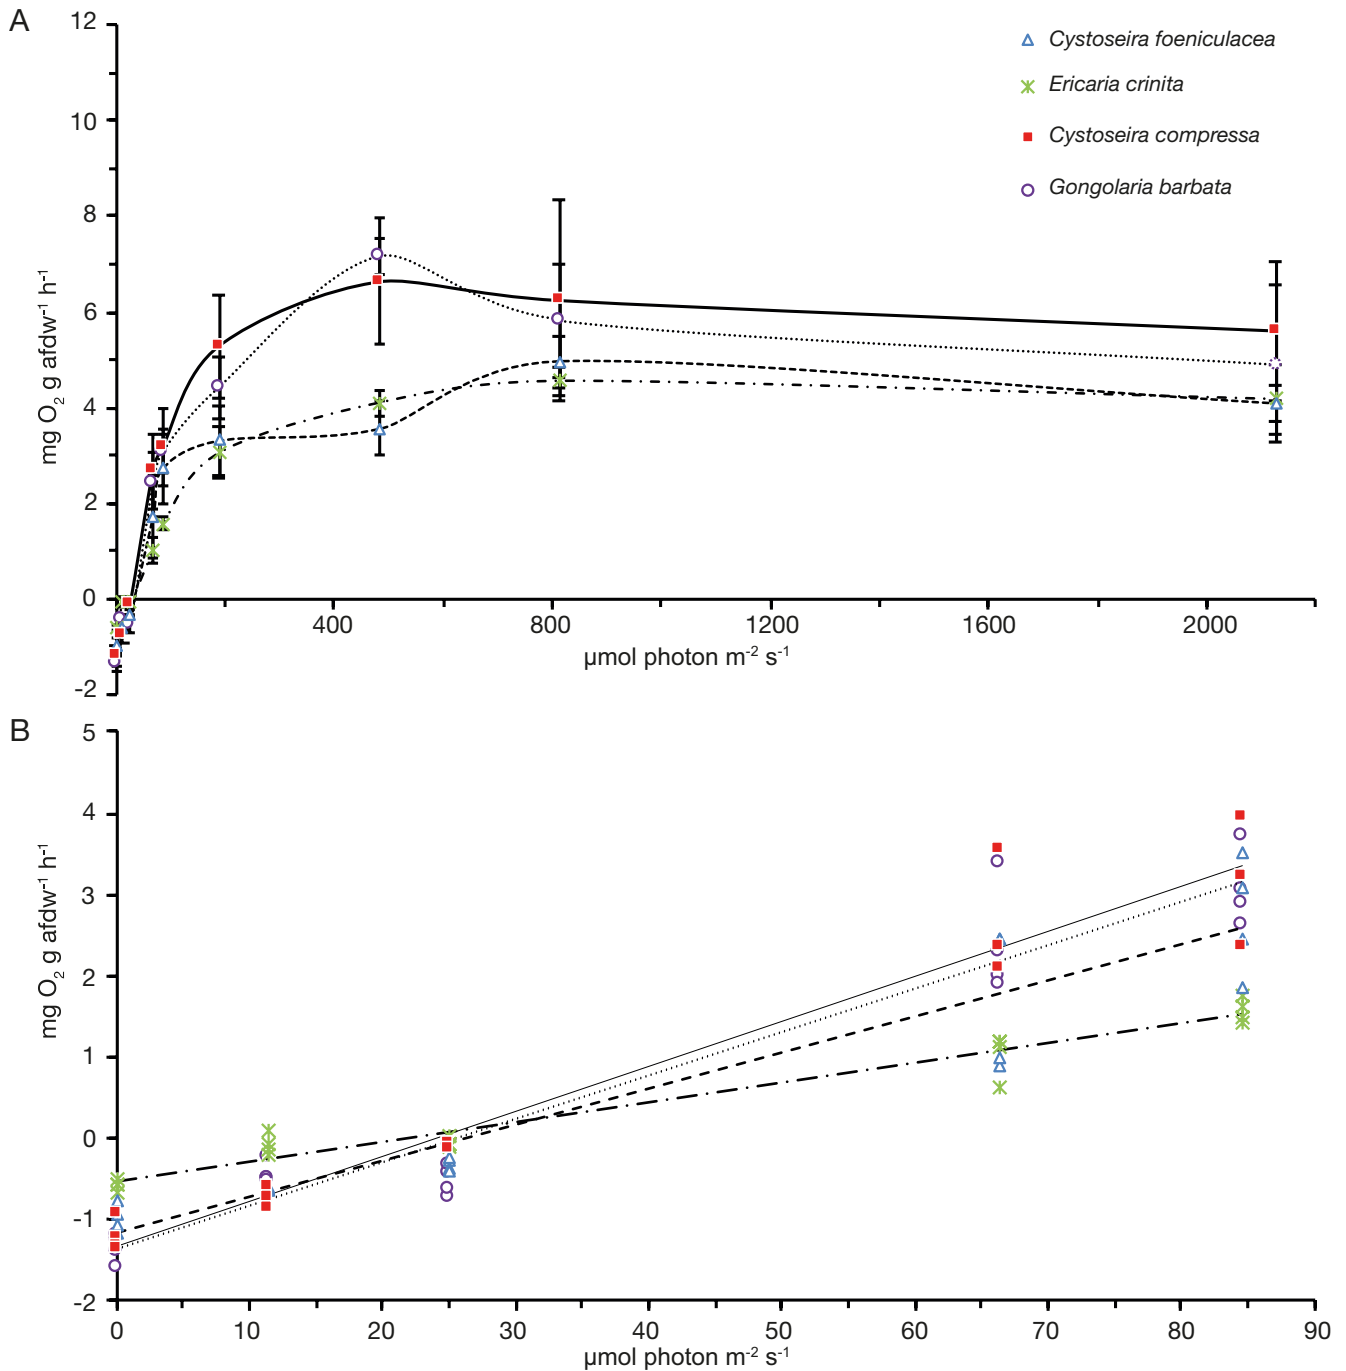 A
12
10
8
6
4
2
0
-2
mg O₂ g afdw⁻¹ h⁻¹
Cystoseira foeniculacea
Ericaria crinita
Cystoseira compressa
Gongolaria barbata
400 800 1200 1600 2000
µmol photon m⁻² s⁻¹
B
5
4
3
2
1
0
-1
-2
mg O₂ g afdw⁻¹ h⁻¹
0 10 20 30 40 50 60 70 80 90
µmol photon m⁻² s⁻¹